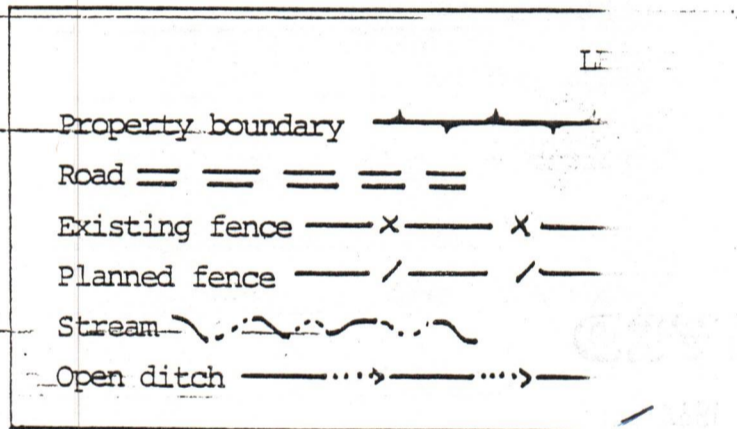 Property boundary
Road
Existing fence
Planned fence
Stream
Open ditch